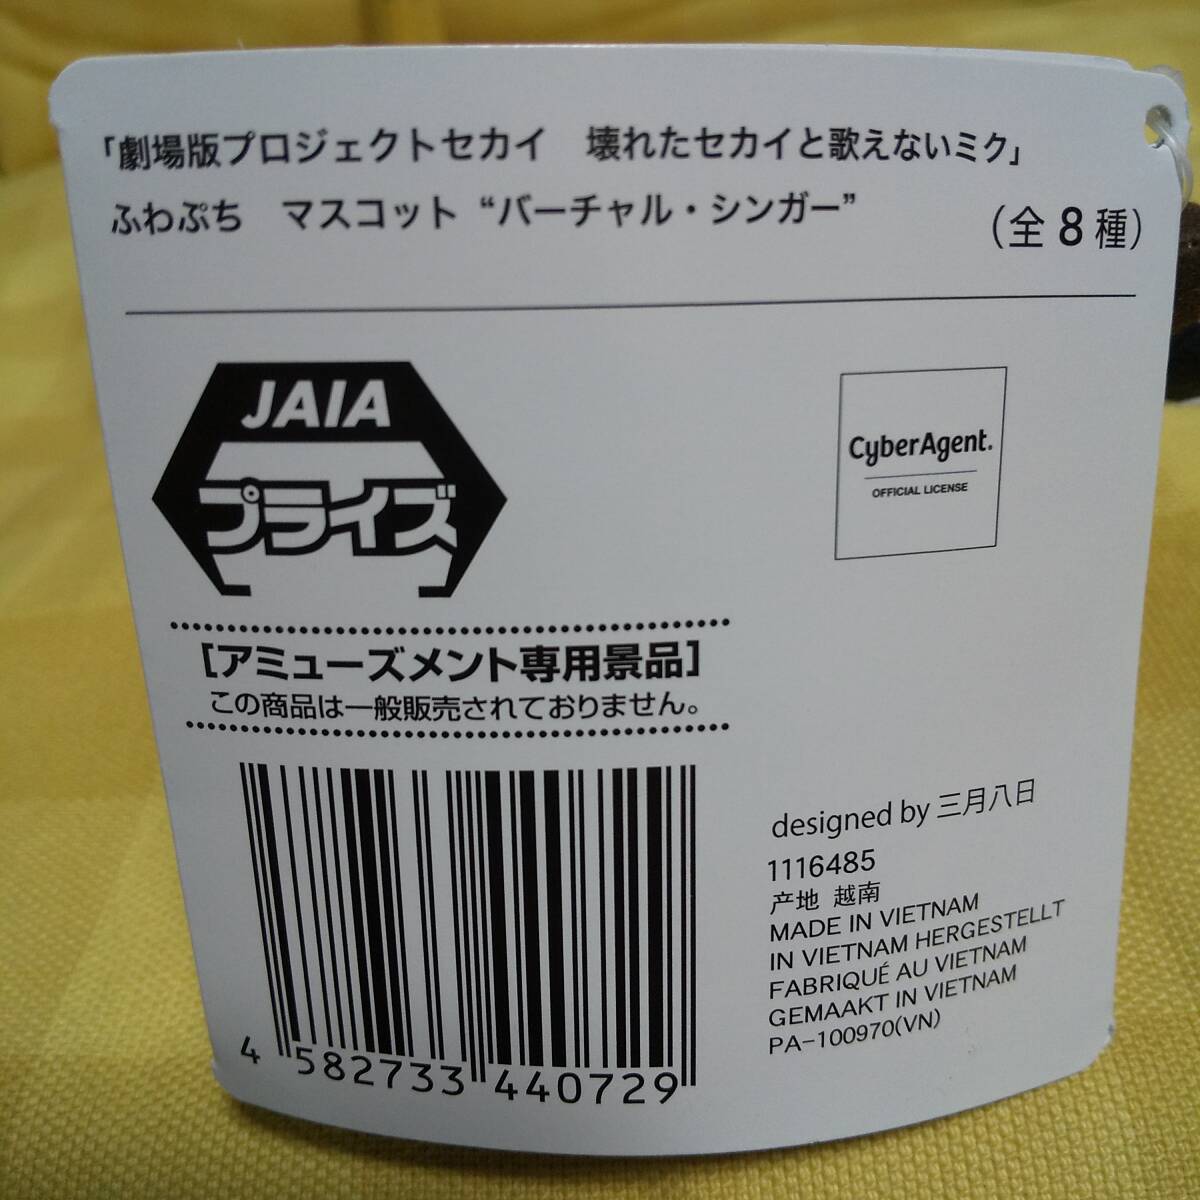 「劇場版プロジェクトセカイ　壊れたセカイと歌えないミク」
ふわぷち　マスコット “バーチャル・シンガー”
（全 8 種）
JAIA
プライズ
CyberAgent.
OFFICIAL LICENSE
［アミューズメント専用景品］
この商品は一般販売されておりません。
designed by 三月八日
1116485
产地 越南
MADE IN VIETNAM
IN VIETNAM HERGESTELLT
FABRIQUÉ AU VIETNAM
GEMAAKT IN VIETNAM
PA-100970(VN)
4 582733 440729